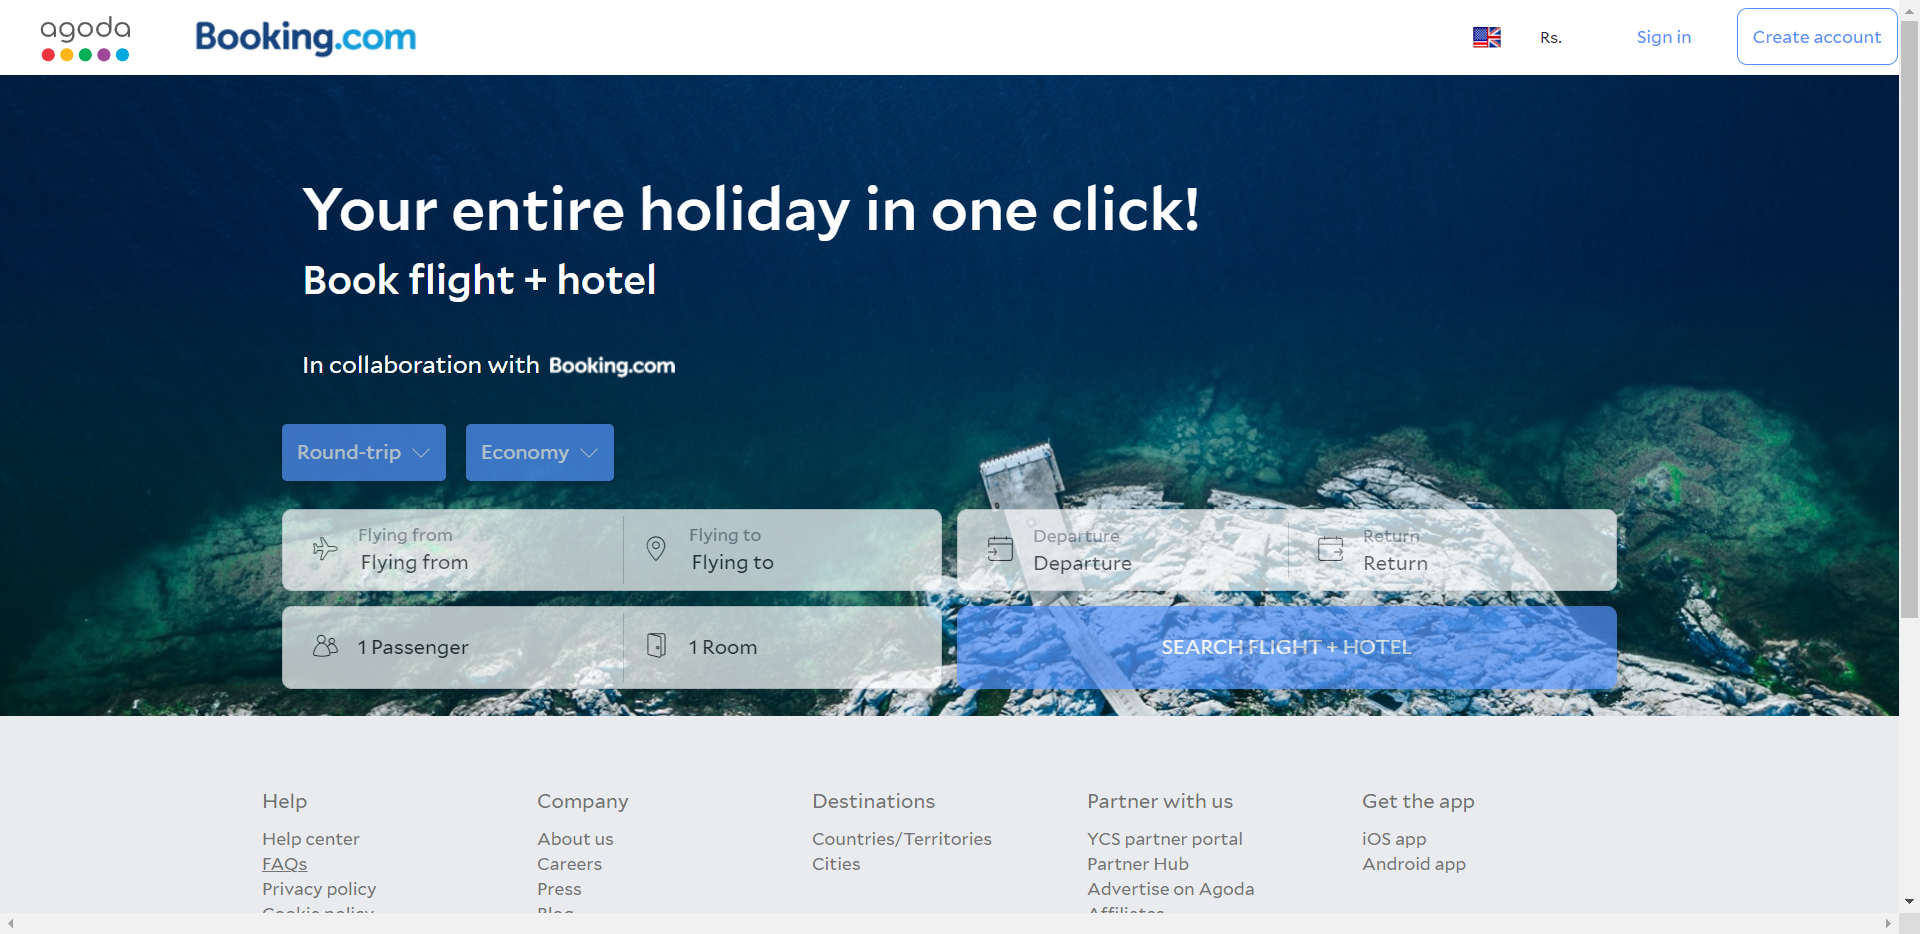 agoda
Booking.com
Rs.
Sign in
Create account
Your entire holiday in one click!
Book flight + hotel
In collaboration with Booking.com
Round-trip
Economy
Flying from
Flying from
Flying to
Flying to
Departure
Departure
Return
Return
1 Passenger
1 Room
SEARCH FLIGHT + HOTEL
Help
Help center
FAQs
Privacy policy
Cookie policy
Company
About us
Careers
Press
Blog
Destinations
Countries/Territories
Cities
Partner with us
YCS partner portal
Partner Hub
Advertise on Agoda
Affiliates
Get the app
iOS app
Android app